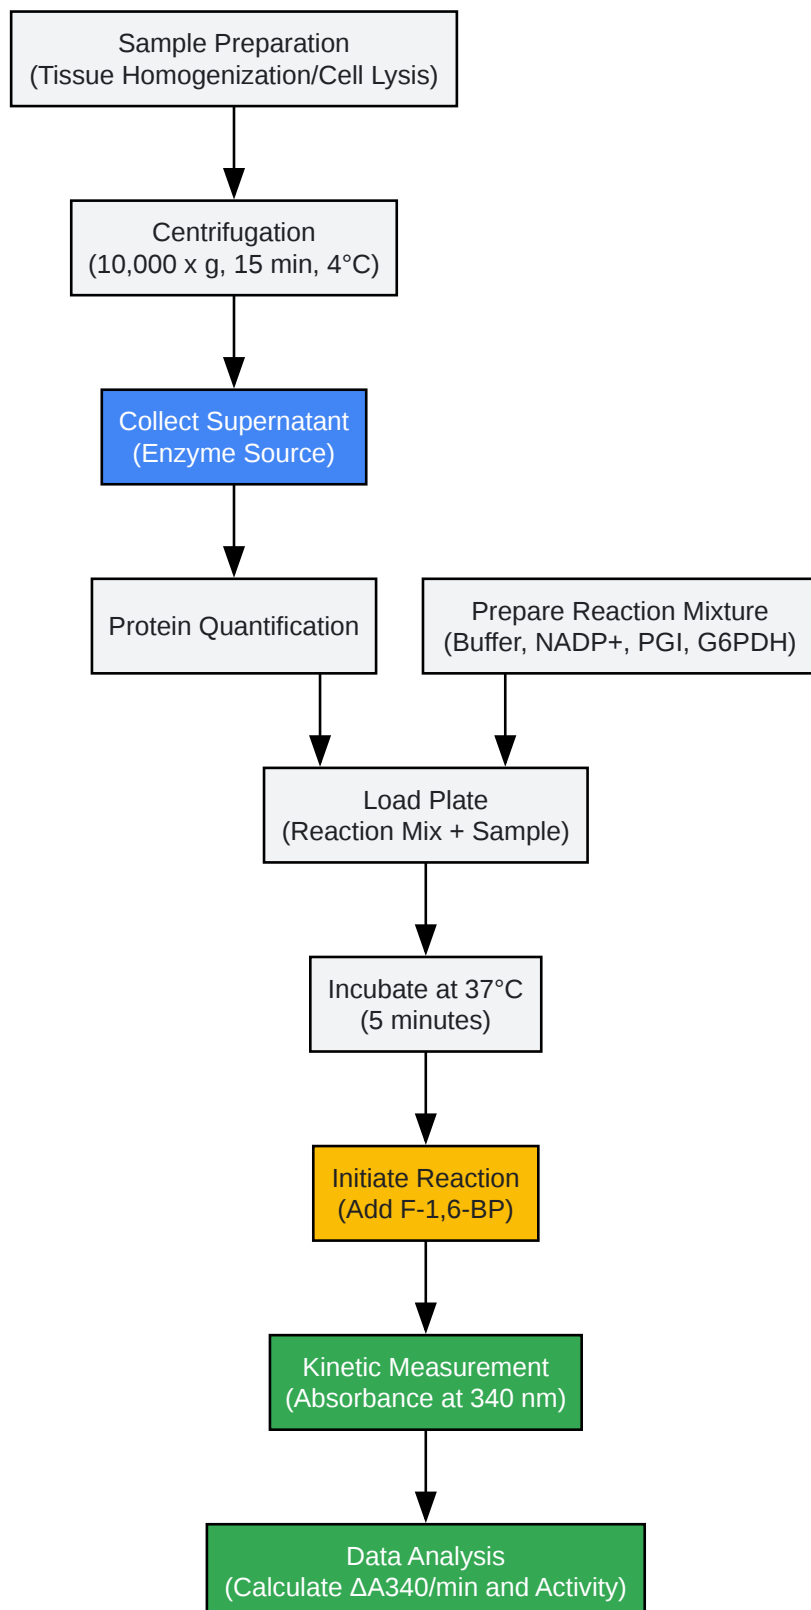 Sample Preparation
(Tissue Homogenization/Cell Lysis)
Centrifugation
(10,000 x g, 15 min, 4°C)
Collect Supernatant
(Enzyme Source)
Protein Quantification
Prepare Reaction Mixture
(Buffer, NADP+, PGI, G6PDH)
Load Plate
(Reaction Mix + Sample)
Incubate at 37°C
(5 minutes)
Initiate Reaction
(Add F-1,6-BP)
Kinetic Measurement
(Absorbance at 340 nm)
Data Analysis
(Calculate ΔA340/min and Activity)